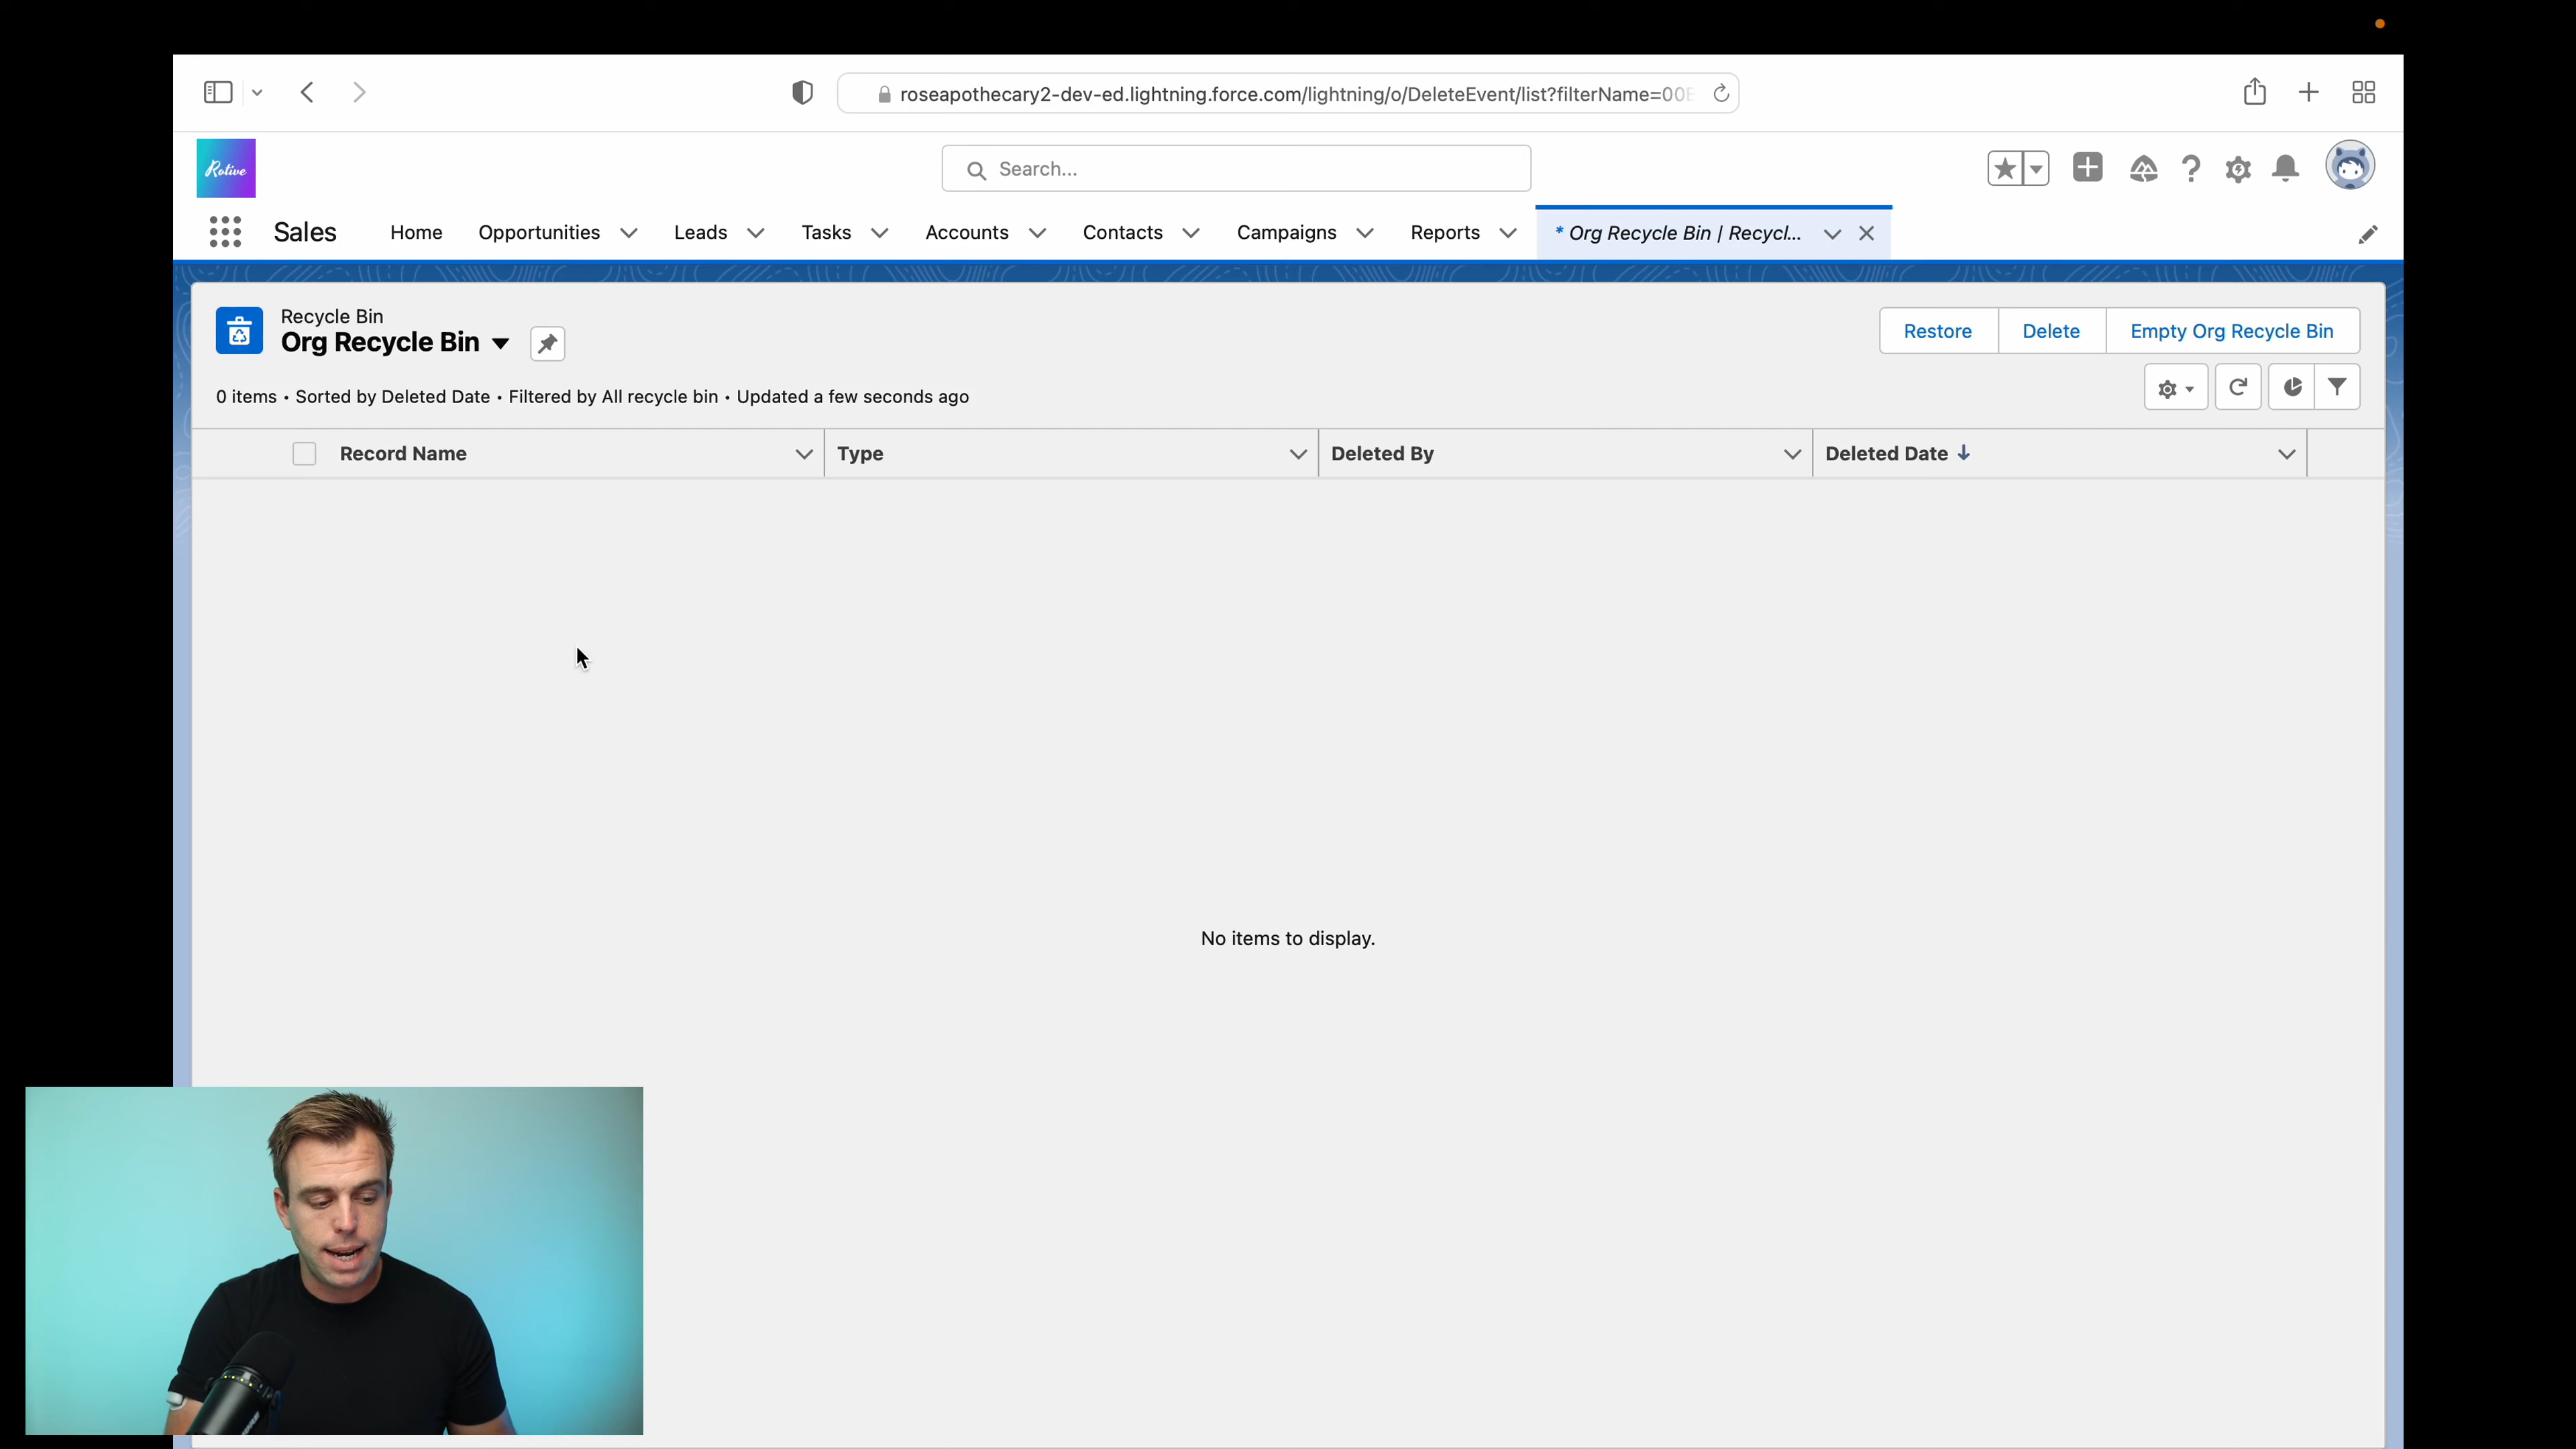 roseapothecary2-dev-ed.lightning.force.com/lightning/o/DeleteEvent/list?filterName=00
Rotive
Search...
Sales Home Opportunities Leads Tasks Accounts Contacts Campaigns Reports * Org Recycle Bin | Recycl...
Recycle Bin
Org Recycle Bin
Restore Delete Empty Org Recycle Bin
0 items • Sorted by Deleted Date • Filtered by All recycle bin • Updated a few seconds ago
Record Name Type Deleted By Deleted Date
No items to display.